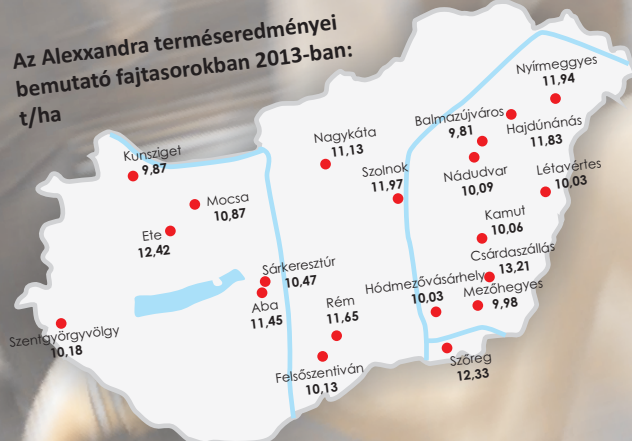 Az Alexxandra terméseredményei
bemutató fajtasorokban 2013-ban:
t/ha
Nyírmeggyes
11,94
Balmazújváros
9,81
Hajdúnánás
11,83
Nagykáta
11,13
Kunsziget
9,87
Szolnok
11,97
Nádudvar
10,09
Létavértes
10,03
Mocsa
10,87
Kamut
10,06
Ete
12,42
Csárdaszállás
13,21
Sárkeresztúr
10,47
Hódmezővásárhely
10,03
Mezőhegyes
9,98
Aba
11,45
Rém
11,65
Szentgyörgyvölgy
10,18
Szőreg
12,33
Felsőszentiván
10,13